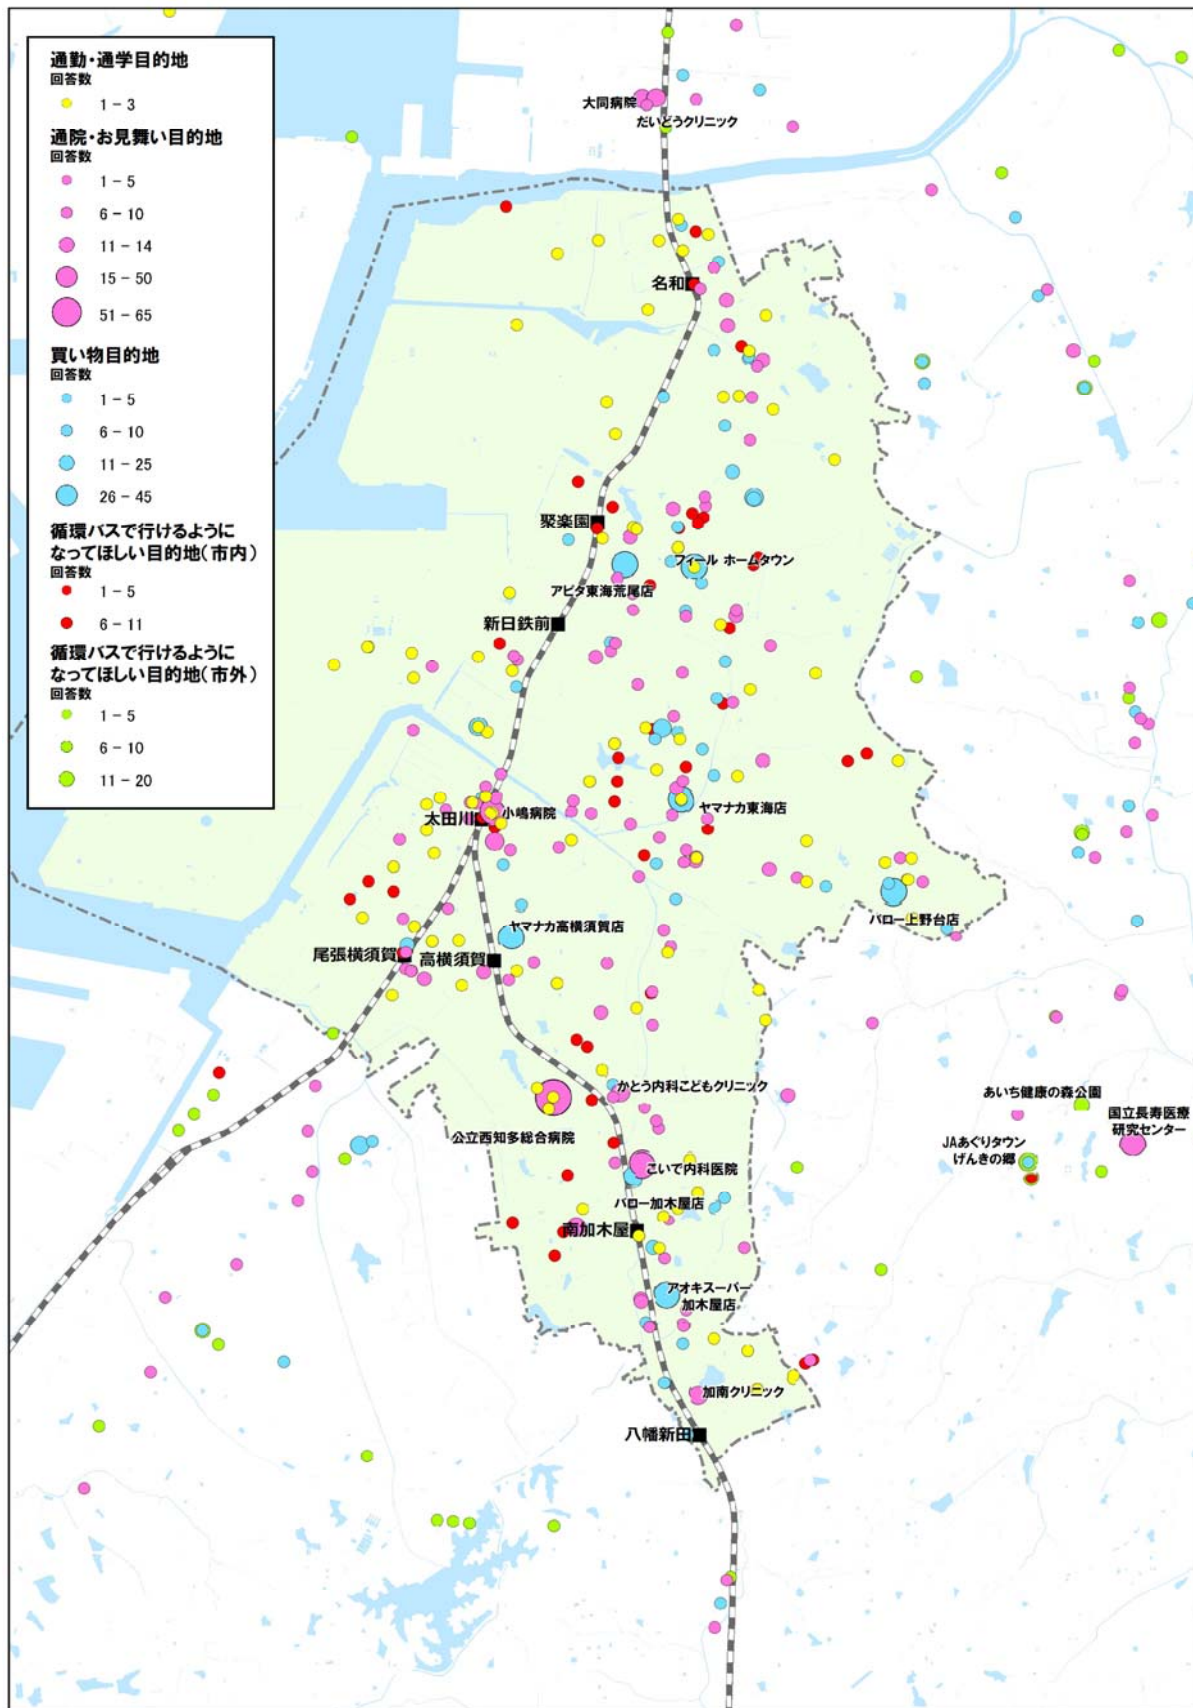 通勤・通学目的地
回答数
1 - 3
通院・お見舞い目的地
回答数
1 - 5
6 - 10
11 - 14
15 - 50
51 - 65
買い物目的地
回答数
1 - 5
6 - 10
11 - 25
26 - 45
循環バスで行けるように
なってほしい目的地(市内)
回答数
1 - 5
6 - 11
循環バスで行けるように
なってほしい目的地(市外)
回答数
1 - 5
6 - 10
11 - 20
大同病院
だいどうクリニック
名和
聚楽園
フィール ホームタウン
アピタ東海荒尾店
新日鉄前
ヤマナカ東海店
小嶋病院
太田川
バロー上野台店
ヤマナカ高横須賀店
尾張横須賀
高横須賀
かとう内科こどもクリニック
あいち健康の森公園
国立長寿医療
研究センター
公立西知多総合病院
JAあぐりタウン
げんきの郷
こいで内科医院
バロー加木屋店
南加木屋
アオキスーパー
加木屋店
加南クリニック
八幡新田